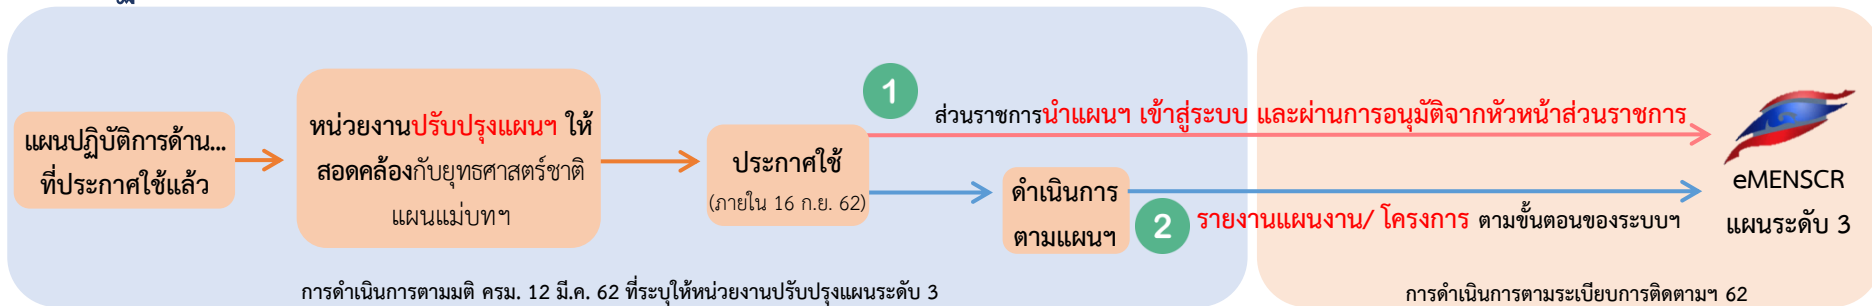 แผนปฏิบัติการด้าน...
ที่ประกาศใช้แล้ว
หน่วยงานปรับปรุงแผนฯ ให้
สอดคล้องกับยุทธศาสตร์ชาติ
แผนแม่บทฯ
ประกาศใช้
(ภายใน 16 ก.ย. 62)
1
ส่วนราชการนำแผนฯ เข้าสู่ระบบ และผ่านการอนุมัติจากหัวหน้าส่วนราชการ
ดำเนินการ
ตามแผนฯ
2
รายงานแผนงาน/ โครงการ ตามขั้นตอนของระบบฯ
eMENSCR
แผนระดับ 3
การดำเนินการตามมติ ครม. 12 มี.ค. 62 ที่ระบุให้หน่วยงานปรับปรุงแผนระดับ 3
การดำเนินการตามระเบียบการติดตามฯ 62